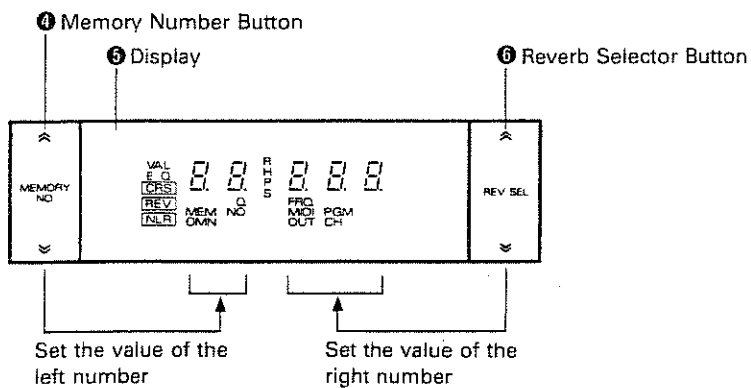 ❹ Memory Number Button
❺ Display
❻ Reverb Selector Button
MEMORY NO
VAL
E Q
CRS
REV
NLR
8. 8.
R H P S
8. 8. 8.
MEM
OMN
Q
NO
FRQ
MIDI PGM
OUT CH
REV SEL
Set the value of the
left number
Set the value of the
right number